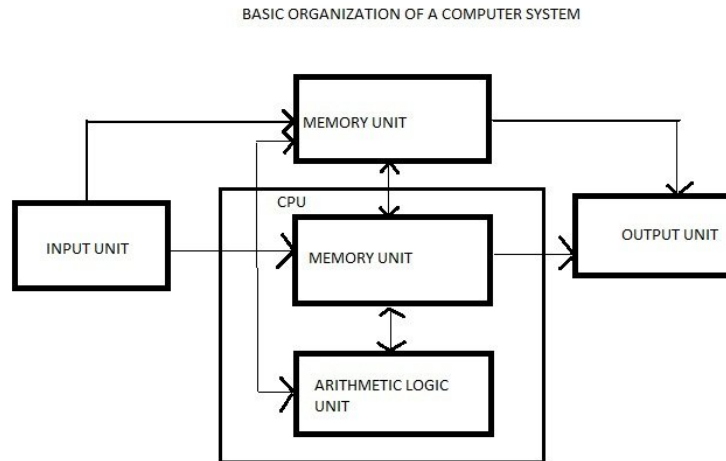 BASIC ORGANIZATION OF A COMPUTER SYSTEM
MEMORY UNIT
CPU
INPUT UNIT
MEMORY UNIT
OUTPUT UNIT
ARITHMETIC LOGIC
UNIT